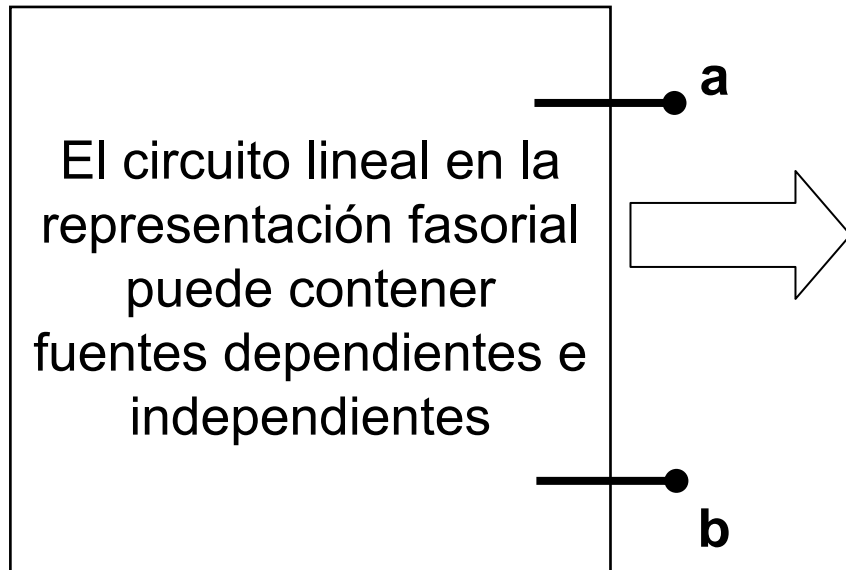 a
El circuito lineal en la
representación fasorial
puede contener
fuentes dependientes e
independientes
b